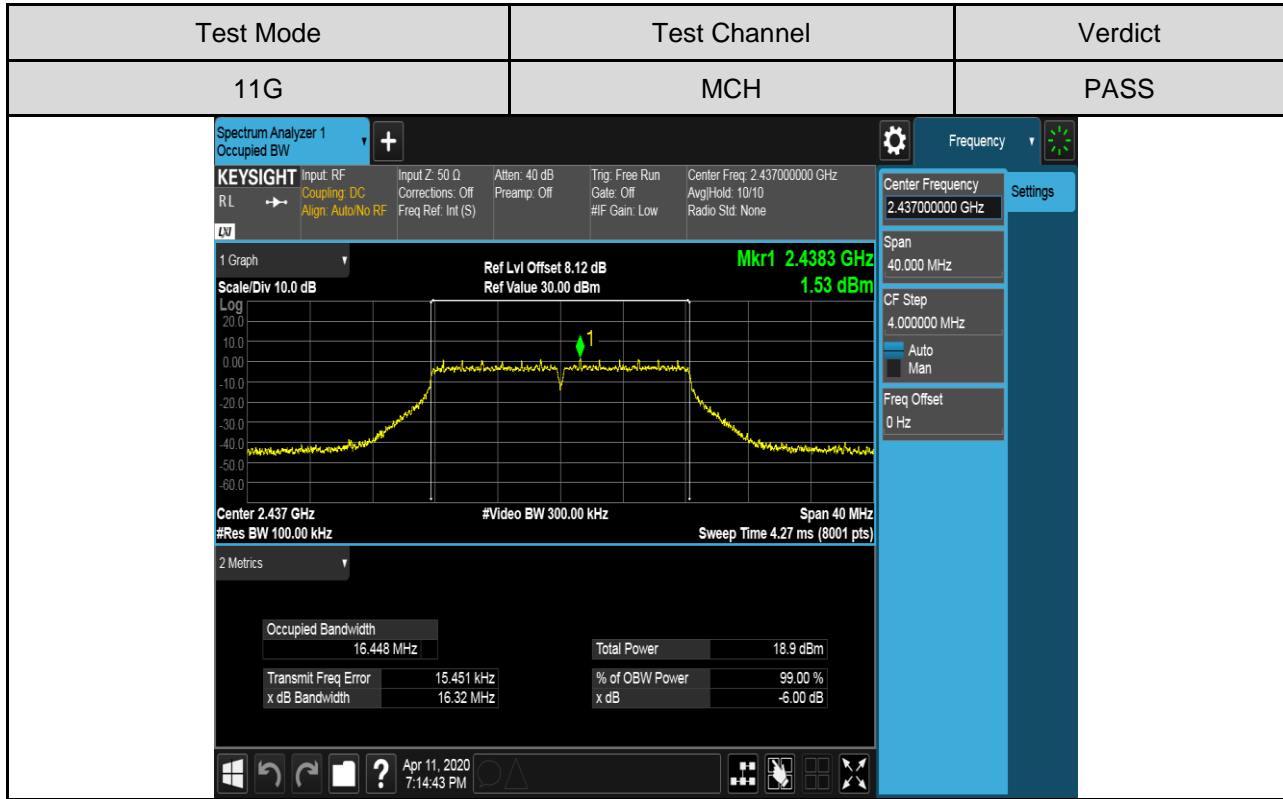 Test Mode Test Channel Verdict
11G MCH PASS
Spectrum Analyzer 1
Occupied BW
+
Frequency
KEYSIGHT
RL
LXI
Input: RF
Coupling: DC
Align: Auto/No RF
Input Z: 50 Ω
Corrections: Off
Freq Ref: Int (S)
Atten: 40 dB
Preamp: Off
Trig: Free Run
Gate: Off
#IF Gain: Low
Center Freq: 2.437000000 GHz
Avg|Hold: 10/10
Radio Std: None
Center Frequency
2.437000000 GHz
Settings
Span
40.000 MHz
CF Step
4.000000 MHz
Auto
Man
Freq Offset
0 Hz
1 Graph
Scale/Div 10.0 dB
Ref Lvl Offset 8.12 dB
Ref Value 30.00 dBm
Mkr1 2.4383 GHz
1.53 dBm
Log
20.0
10.0
0.00
-10.0
-20.0
-30.0
-40.0
-50.0
-60.0
1
Center 2.437 GHz
#Res BW 100.00 kHz
#Video BW 300.00 kHz
Span 40 MHz
Sweep Time 4.27 ms (8001 pts)
2 Metrics
Occupied Bandwidth
16.448 MHz
Total Power 18.9 dBm
Transmit Freq Error 15.451 kHz
% of OBW Power 99.00 %
x dB Bandwidth 16.32 MHz
x dB -6.00 dB
?
Apr 11, 2020
7:14:43 PM